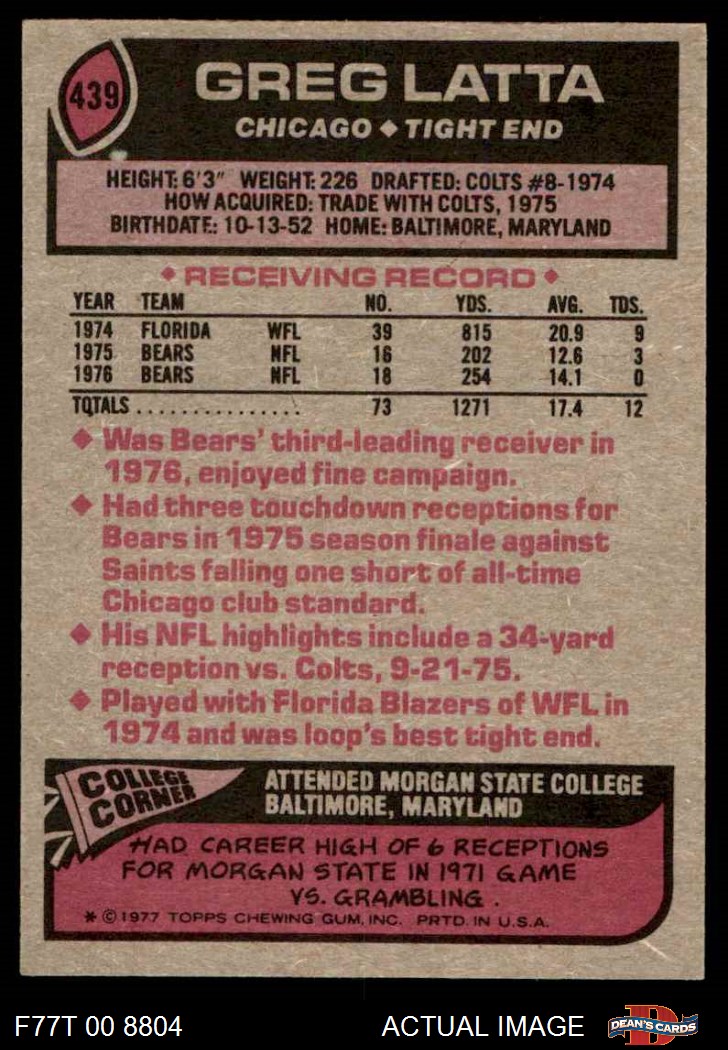 439
GREG LATTA
CHICAGO ◆ TIGHT END
HEIGHT: 6'3" WEIGHT: 226 DRAFTED: COLTS #8-1974
HOW ACQUIRED: TRADE WITH COLTS, 1975
BIRTHDATE: 10-13-52 HOME: BALTIMORE, MARYLAND
◆ RECEIVING RECORD ◆
YEAR TEAM NO. YDS. AVG. TDS.
1974 FLORIDA WFL 39 815 20.9 9
1975 BEARS NFL 16 202 12.6 3
1976 BEARS NFL 18 254 14.1 0
TOTALS . . . . . . . . . . . . . . . 73 1271 17.4 12
◆ Was Bears' third-leading receiver in
1976, enjoyed fine campaign.
◆ Had three touchdown receptions for
Bears in 1975 season finale against
Saints falling one short of all-time
Chicago club standard.
◆ His NFL highlights include a 34-yard
reception vs. Colts, 9-21-75.
◆ Played with Florida Blazers of WFL in
1974 and was loop's best tight end.
COLLEGE
CORNER
ATTENDED MORGAN STATE COLLEGE
BALTIMORE, MARYLAND
HAD CAREER HIGH OF 6 RECEPTIONS
FOR MORGAN STATE IN 1971 GAME
VS. GRAMBLING.
* © 1977 TOPPS CHEWING GUM, INC. PRTD. IN U.S.A.
F77T 00 8804
ACTUAL IMAGE
D
DEAN'S CARDS